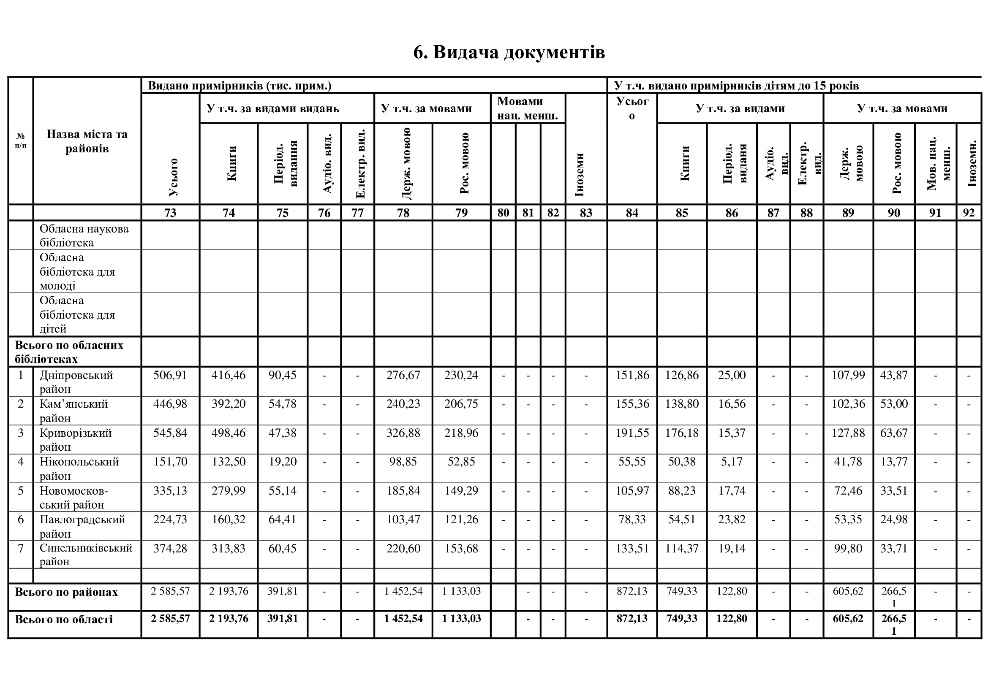 6. Видача документів
№ п/п Назва міста та районів Видано примірників (тис. прим.) У т.ч. видано примірників дітям до 15 років
У т.ч. за видами видань У т.ч. за мовами Мовами нац. менш. Іноземн Усього У т.ч. за видами У т.ч. за мовами
Усього Книги Період. видання Аудіо. вид. Електр. вид. Держ. мовою Рос. мовою Книги Період. виданя Аудіо. вид. Електр. вид. Держ. мовою Рос. мовою Мов. нац. менш. Іноземн.
73 74 75 76 77 78 79 80 81 82 83 84 85 86 87 88 89 90 91 92
Обласна наукова
бібліотека
Обласна
бібліотека для
молоді
Обласна
бібліотека для
дітей
Всього по обласних
бібліотеках
1 Дніпровський 506,91 416,46 90,45 - - 276,67 230,24 - - - - 151,86 126,86 25,00 - - 107,99 43,87 - -
район
2 Кам’янський 446,98 392,20 54,78 - - 240,23 206,75 - - - - 155,36 138,80 16,56 - - 102,36 53,00 - -
район
3 Криворізький 545,84 498,46 47,38 - - 326,88 218,96 - - - - 191,55 176,18 15,37 - - 127,88 63,67 - -
район
4 Нікопольський 151,70 132,50 19,20 - - 98,85 52,85 - - - - 55,55 50,38 5,17 - - 41,78 13,77 - -
район
5 Новомосков- 335,13 279,99 55,14 - - 185,84 149,29 - - - - 105,97 88,23 17,74 - - 72,46 33,51 - -
ський район
6 Павлоградський 224,73 160,32 64,41 - - 103,47 121,26 - - - - 78,33 54,51 23,82 - - 53,35 24,98 - -
район
7 Синельниківський 374,28 313,83 60,45 - - 220,60 153,68 - - - - 133,51 114,37 19,14 - - 99,80 33,71 - -
район
Всього по районах 2 585,57 2 193,76 391,81 - - 1 452,54 1 133,03 - - - - 872,13 749,33 122,80 - - 605,62 266,5 - -
1
Всього по області 2 585,57 2 193,76 391,81 - - 1 452,54 1 133,03 - - - 872,13 749,33 122,80 - - 605,62 266,5 - -
1